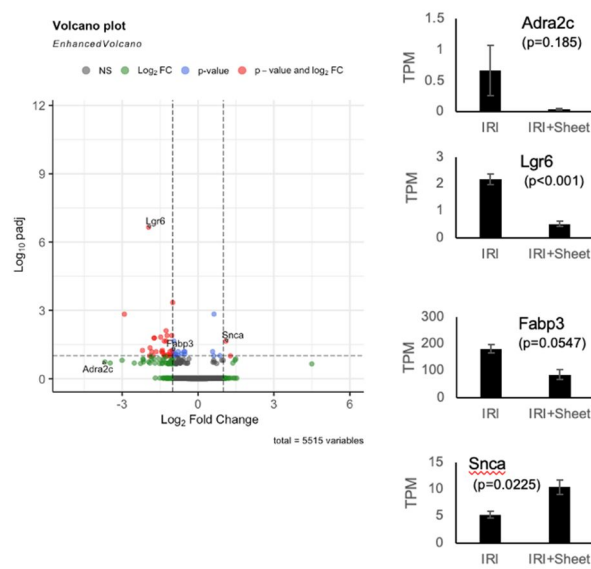 Volcano plot
EnhancedVolcano
NS
Log₂ FC
p-value
p – value and log₂ FC
Log₁₀ padj
12
9
6
3
0
Lgr6
Fabp3
Snca
Adra2c
-3
0
3
6
Log₂ Fold Change
total = 5515 variables
Adra2c
(p=0.185)
TPM
1.5
1
0.5
0
IRI
IRI+Sheet
Lgr6
(p<0.001)
TPM
3
2
1
0
IRI
IRI+Sheet
Fabp3
(p=0.0547)
TPM
300
200
100
0
IRI
IRI+Sheet
Snca
(p=0.0225)
TPM
15
10
5
0
IRI
IRI+Sheet